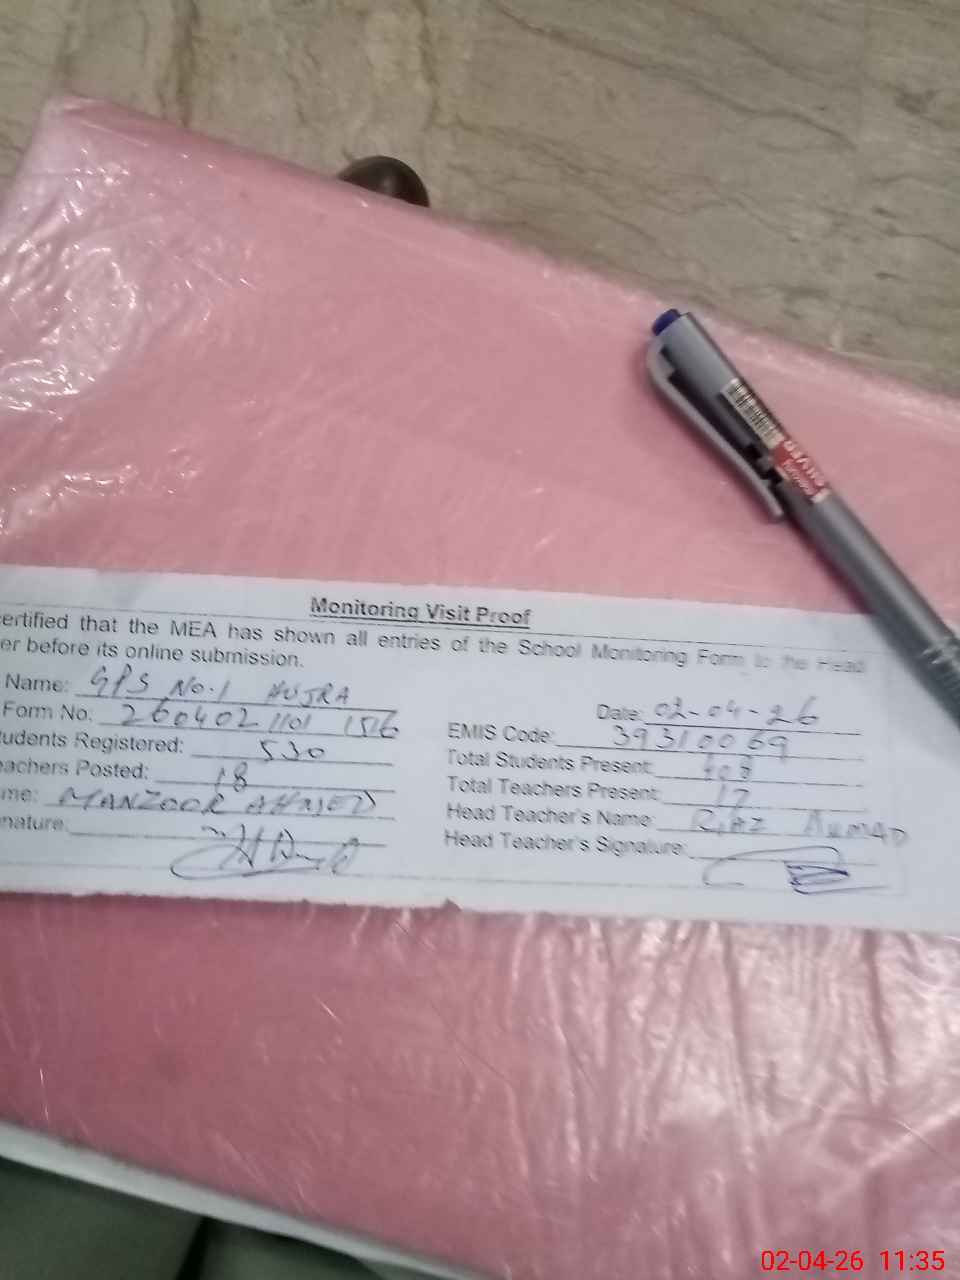 Monitoring Visit Proof
ertified that the MEA has shown all entries of the School Monitoring Form to the Head
er before its online submission.
Name: GPS No.1 HUJRA
Date: 02-04-26
Form No: 260402 1101 1516
EMIS Code: 39310069
udents Registered: 530
Total Students Present: 408
eachers Posted: 18
Total Teachers Present: 17
me: MANZOOR AHMED
Head Teacher's Name: RIAZ AHMAD
nature:
Head Teacher's Signature:
SILVER
02-04-26 11:35